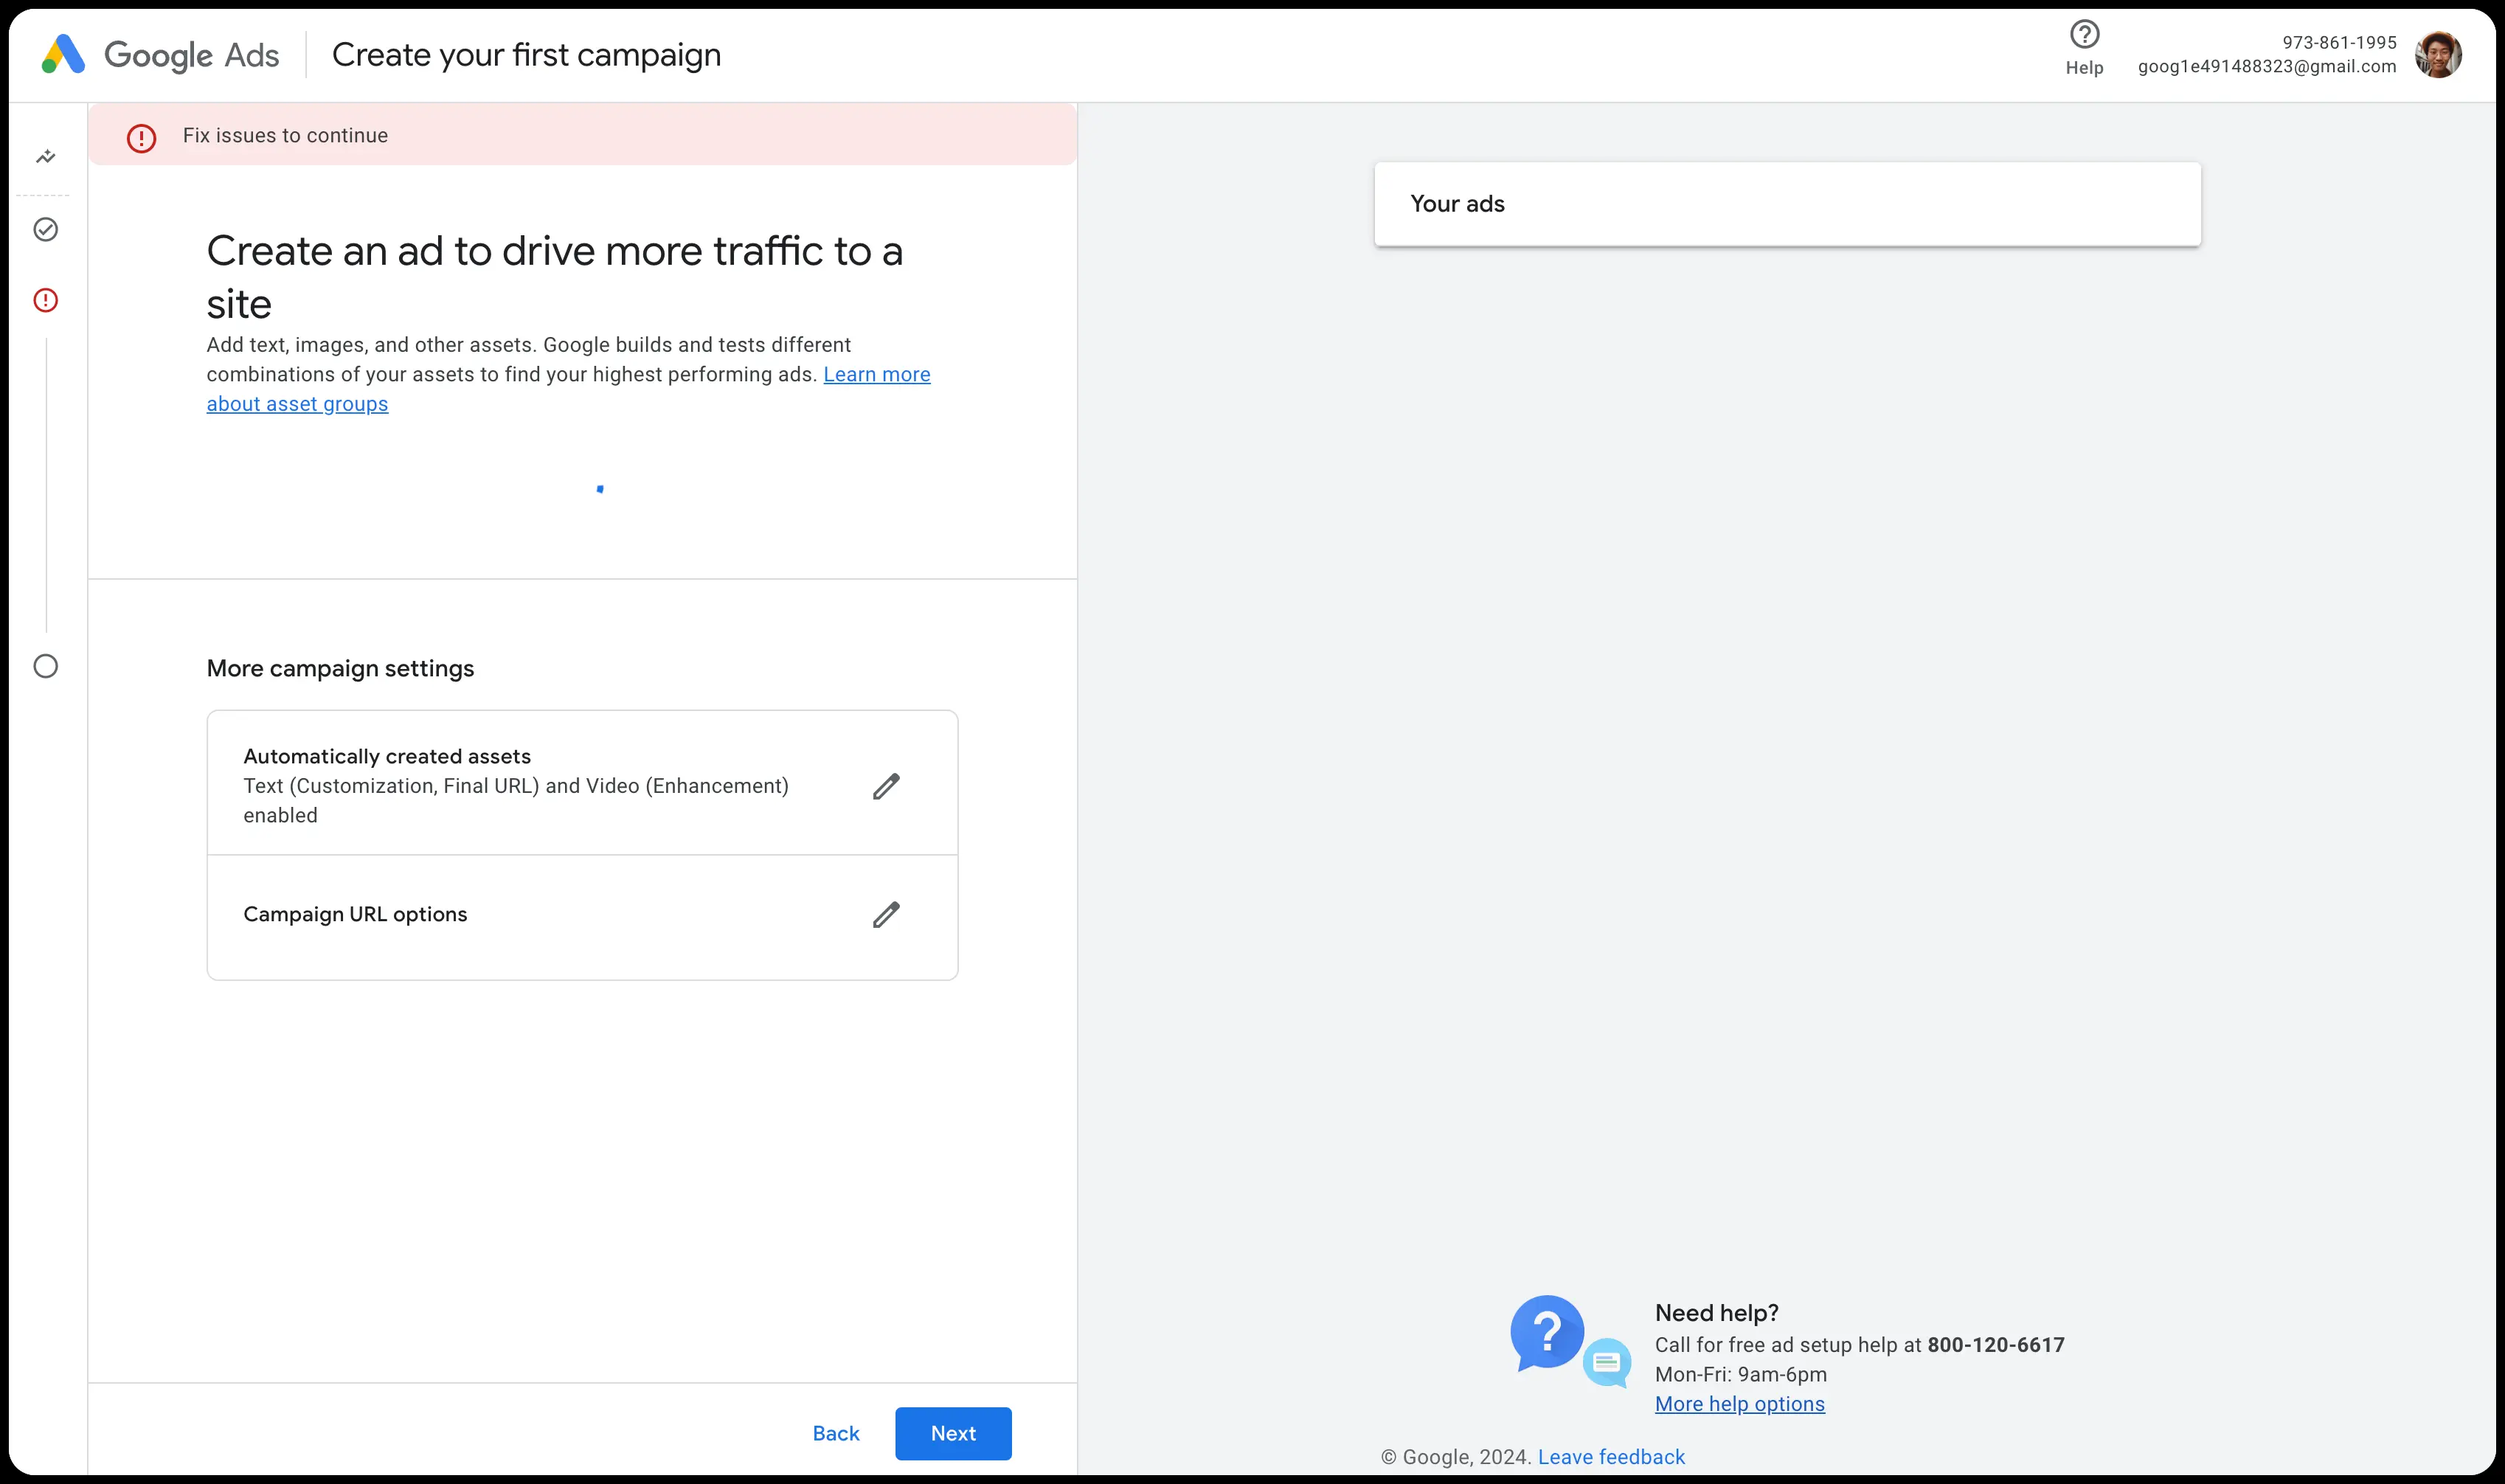 Google Ads
Create your first campaign
Help
973-861-1995
goog1e491488323@gmail.com
Fix issues to continue
Create an ad to drive more traffic to a
site
Add text, images, and other assets. Google builds and tests different
combinations of your assets to find your highest performing ads. Learn more
about asset groups
More campaign settings
Automatically created assets
Text (Customization, Final URL) and Video (Enhancement)
enabled
Campaign URL options
Back
Next
Your ads
Need help?
Call for free ad setup help at 800-120-6617
Mon-Fri: 9am-6pm
More help options
© Google, 2024. Leave feedback